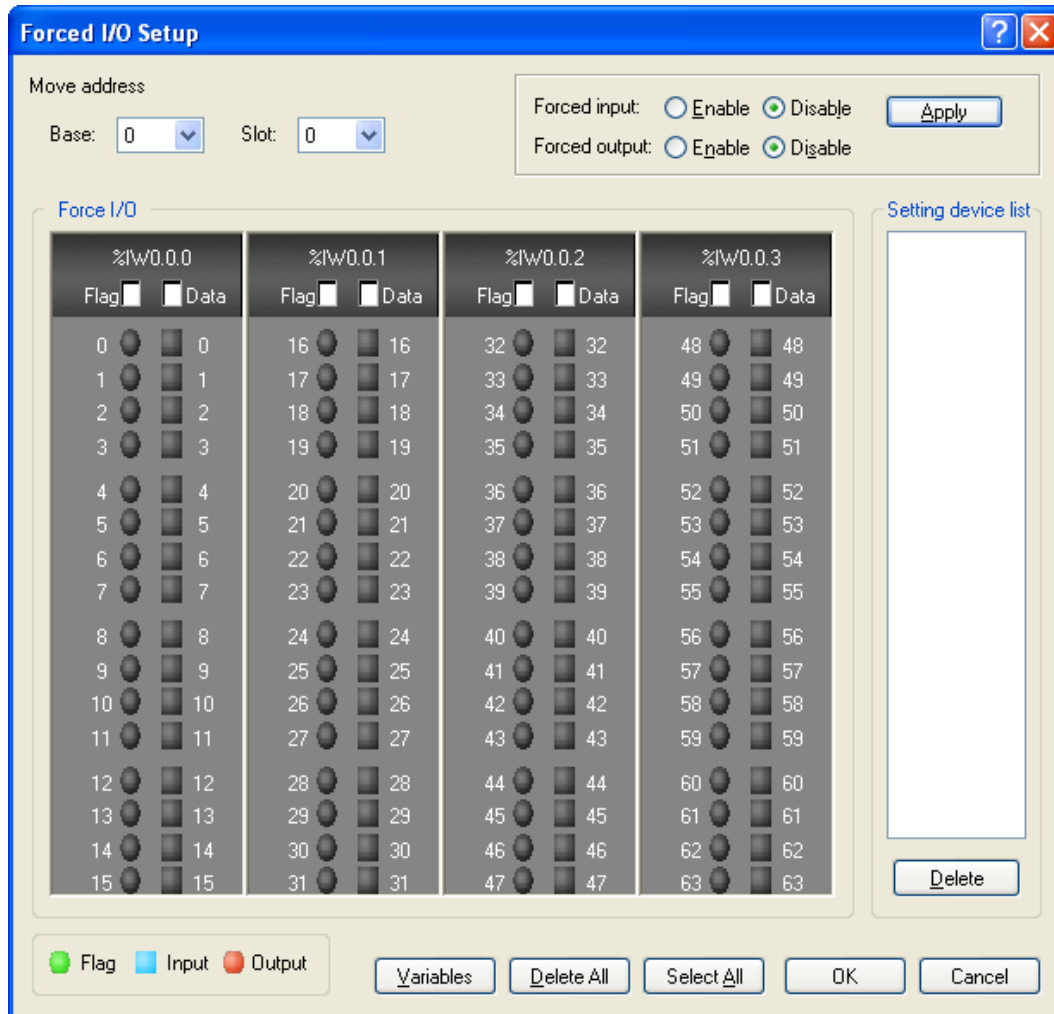 Forced I/O Setup
Move address
Base: 0 Slot: 0
Forced input: Enable Disable Apply
Forced output: Enable Disable
Force I/O
Setting device list
%IW0.0.0 %IW0.0.1 %IW0.0.2 %IW0.0.3
Flag Data Flag Data Flag Data Flag Data
0 0 16 16 32 32 48 48
1 1 17 17 33 33 49 49
2 2 18 18 34 34 50 50
3 3 19 19 35 35 51 51
4 4 20 20 36 36 52 52
5 5 21 21 37 37 53 53
6 6 22 22 38 38 54 54
7 7 23 23 39 39 55 55
8 8 24 24 40 40 56 56
9 9 25 25 41 41 57 57
10 10 26 26 42 42 58 58
11 11 27 27 43 43 59 59
12 12 28 28 44 44 60 60
13 13 29 29 45 45 61 61
14 14 30 30 46 46 62 62
15 15 31 31 47 47 63 63
Delete
Flag Input Output
Variables Delete All Select All OK Cancel